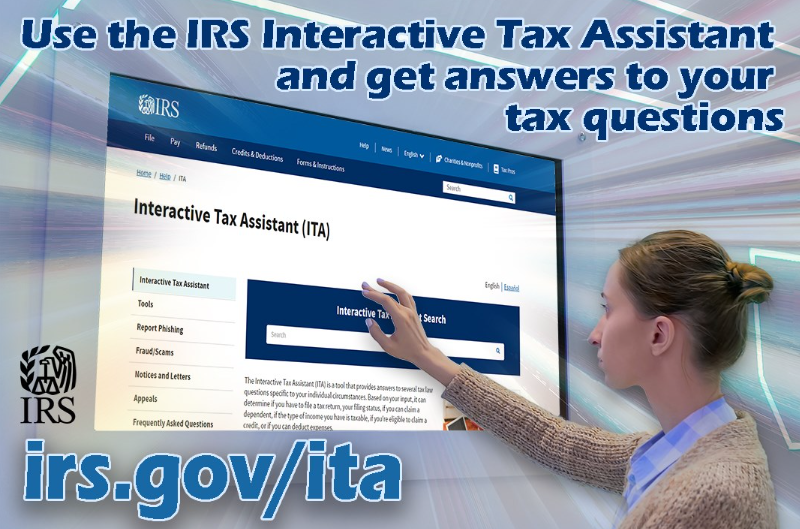 Use the IRS Interactive Tax Assistant
and get answers to your
tax questions
IRS
Help | News | English | Charities & Nonprofits | Tax Pros
File Pay Refunds Credits & Deductions Forms & Instructions
Search
Home / Help / ITA
Interactive Tax Assistant (ITA)
English | Español
Interactive Tax Assistant
Tools
Report Phishing
Fraud/Scams
Notices and Letters
Appeals
Frequently Asked Questions
Interactive Tax t Search
Search
The Interactive Tax Assistant (ITA) is a tool that provides answers to several tax law
questions specific to your individual circumstances. Based on your input, it can
determine if you have to file a tax return, your filing status, if you can claim a
dependent, if the type of income you have is taxable, if you're eligible to claim a
credit, or if you can deduct expenses.
IRS
irs.gov/ita